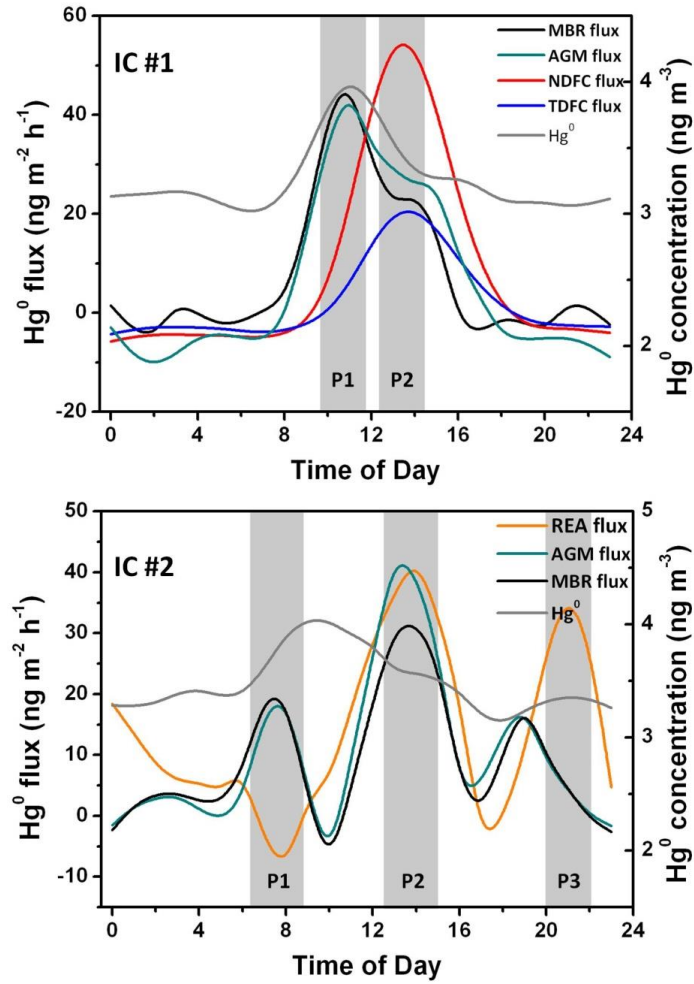 IC #1
MBR flux
AGM flux
NDFC flux
TDFC flux
Hg⁰
60
40
20
0
-20
4
3
2
Hg⁰ flux (ng m⁻² h⁻¹)
Hg⁰ concentration (ng m⁻³)
P1 P2
0 4 8 12 16 20 24
Time of Day
IC #2
REA flux
AGM flux
MBR flux
Hg⁰
50
40
30
20
10
0
-10
5
4
3
2
Hg⁰ flux (ng m⁻² h⁻¹)
Hg⁰ concentration (ng m⁻³)
P1 P2 P3
0 4 8 12 16 20 24
Time of Day